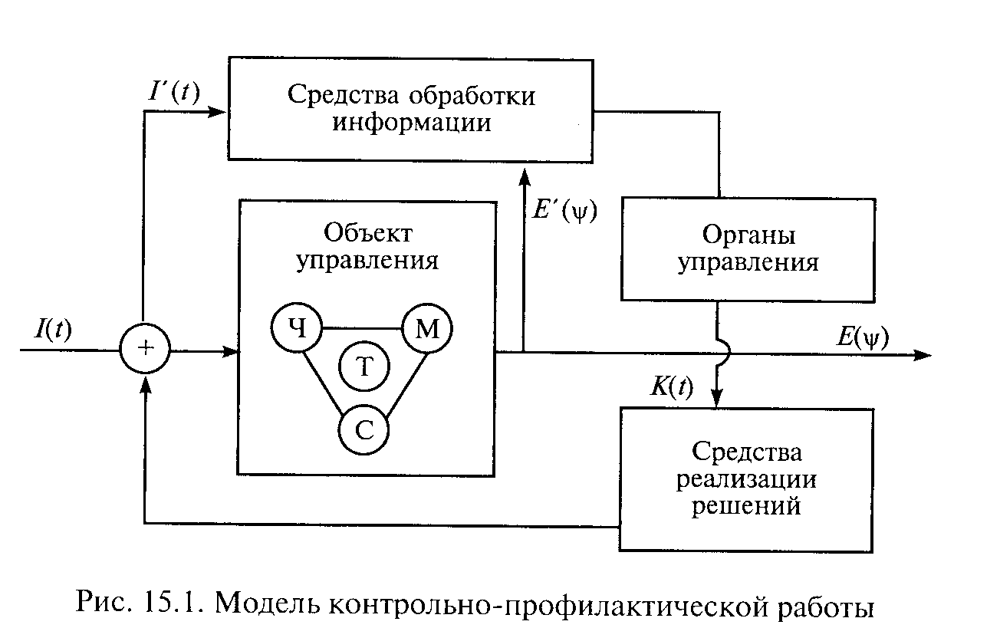 I′(t)
Средства обработки
информации
E′(ψ)
Объект
управления
Органы
управления
Ч
М
Т
С
I(t)
+
E(ψ)
K(t)
Средства
реализации
решений
Рис. 15.1. Модель контрольно-профилактической работы